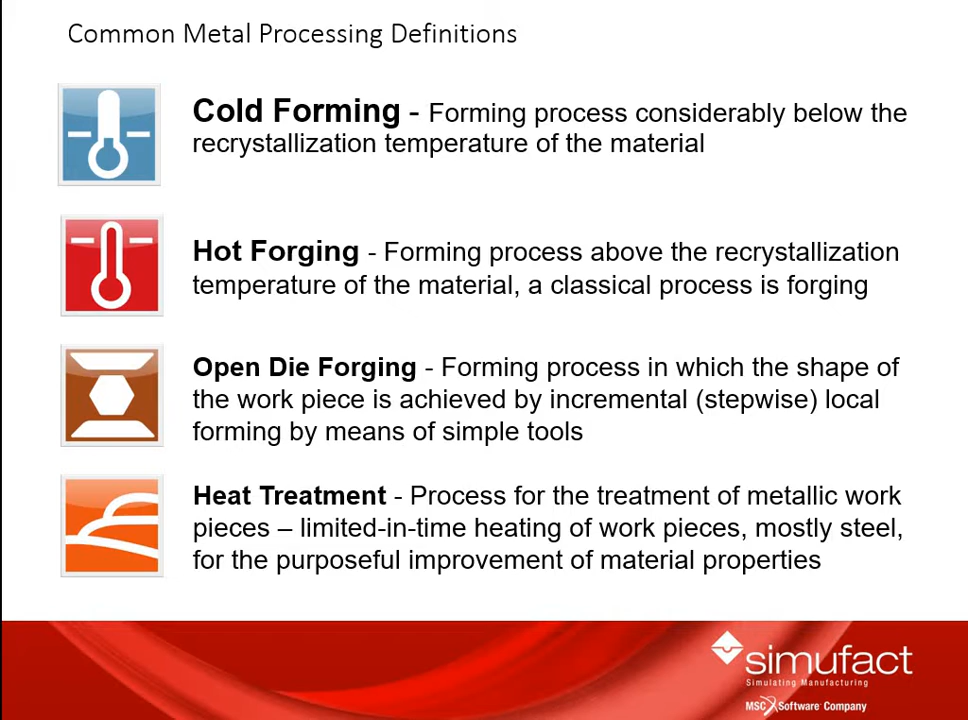 Common Metal Processing Definitions
Cold Forming - Forming process considerably below the
recrystallization temperature of the material
Hot Forging - Forming process above the recrystallization
temperature of the material, a classical process is forging
Open Die Forging - Forming process in which the shape of
the work piece is achieved by incremental (stepwise) local
forming by means of simple tools
Heat Treatment - Process for the treatment of metallic work
pieces – limited-in-time heating of work pieces, mostly steel,
for the purposeful improvement of material properties
simufact
Simulating Manufacturing
MSC Software Company